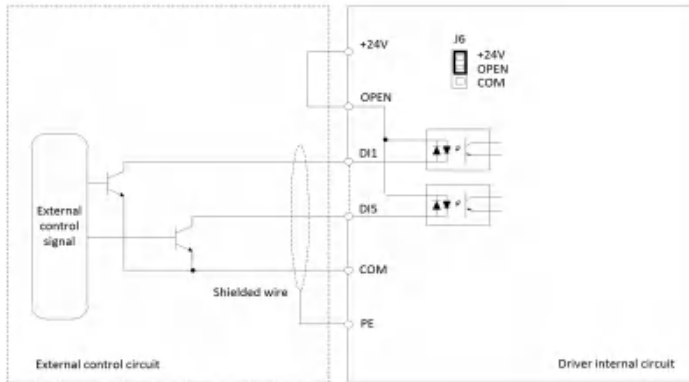 +24V
J6
+24V
OPEN
COM
OPEN
DI1
External
control
signal
DI5
COM
Shielded wire
PE
External control circuit
Driver internal circuit